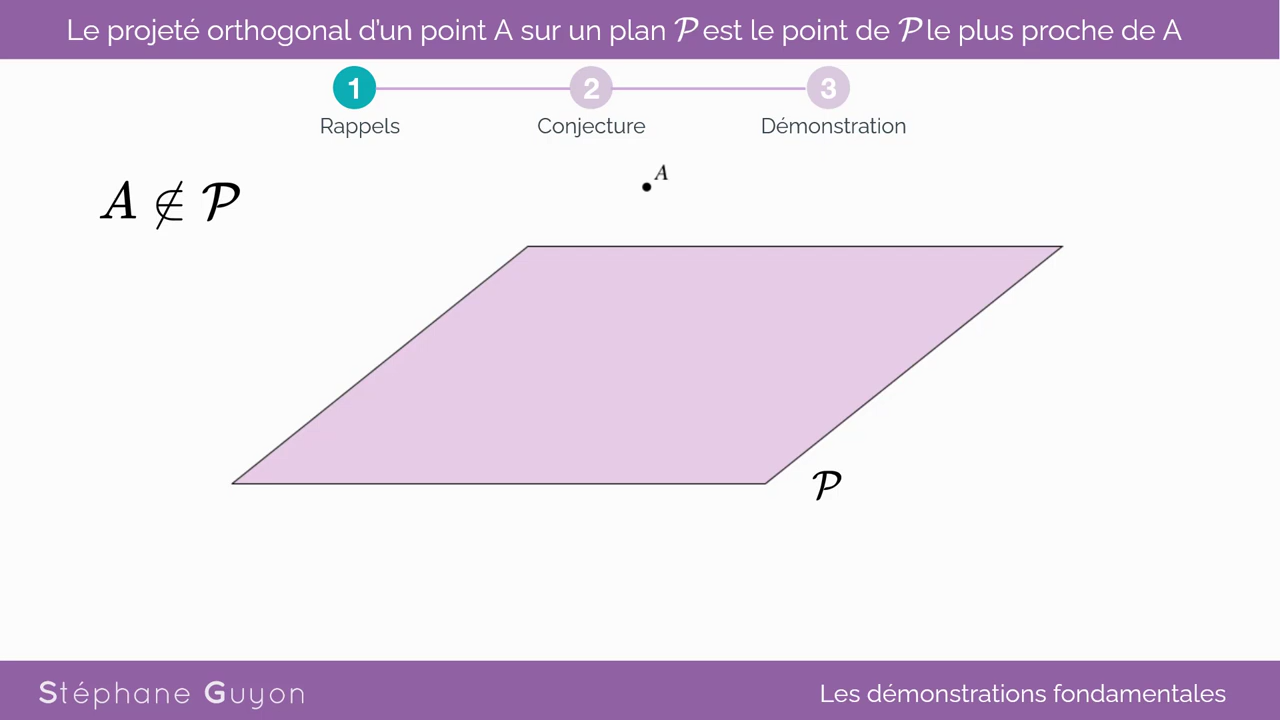 Le projeté orthogonal d'un point A sur un plan 𝒫 est le point de 𝒫 le plus proche de A
1 2 3
Rappels Conjecture Démonstration
A ∉ 𝒫
A
𝒫
Stéphane Guyon
Les démonstrations fondamentales